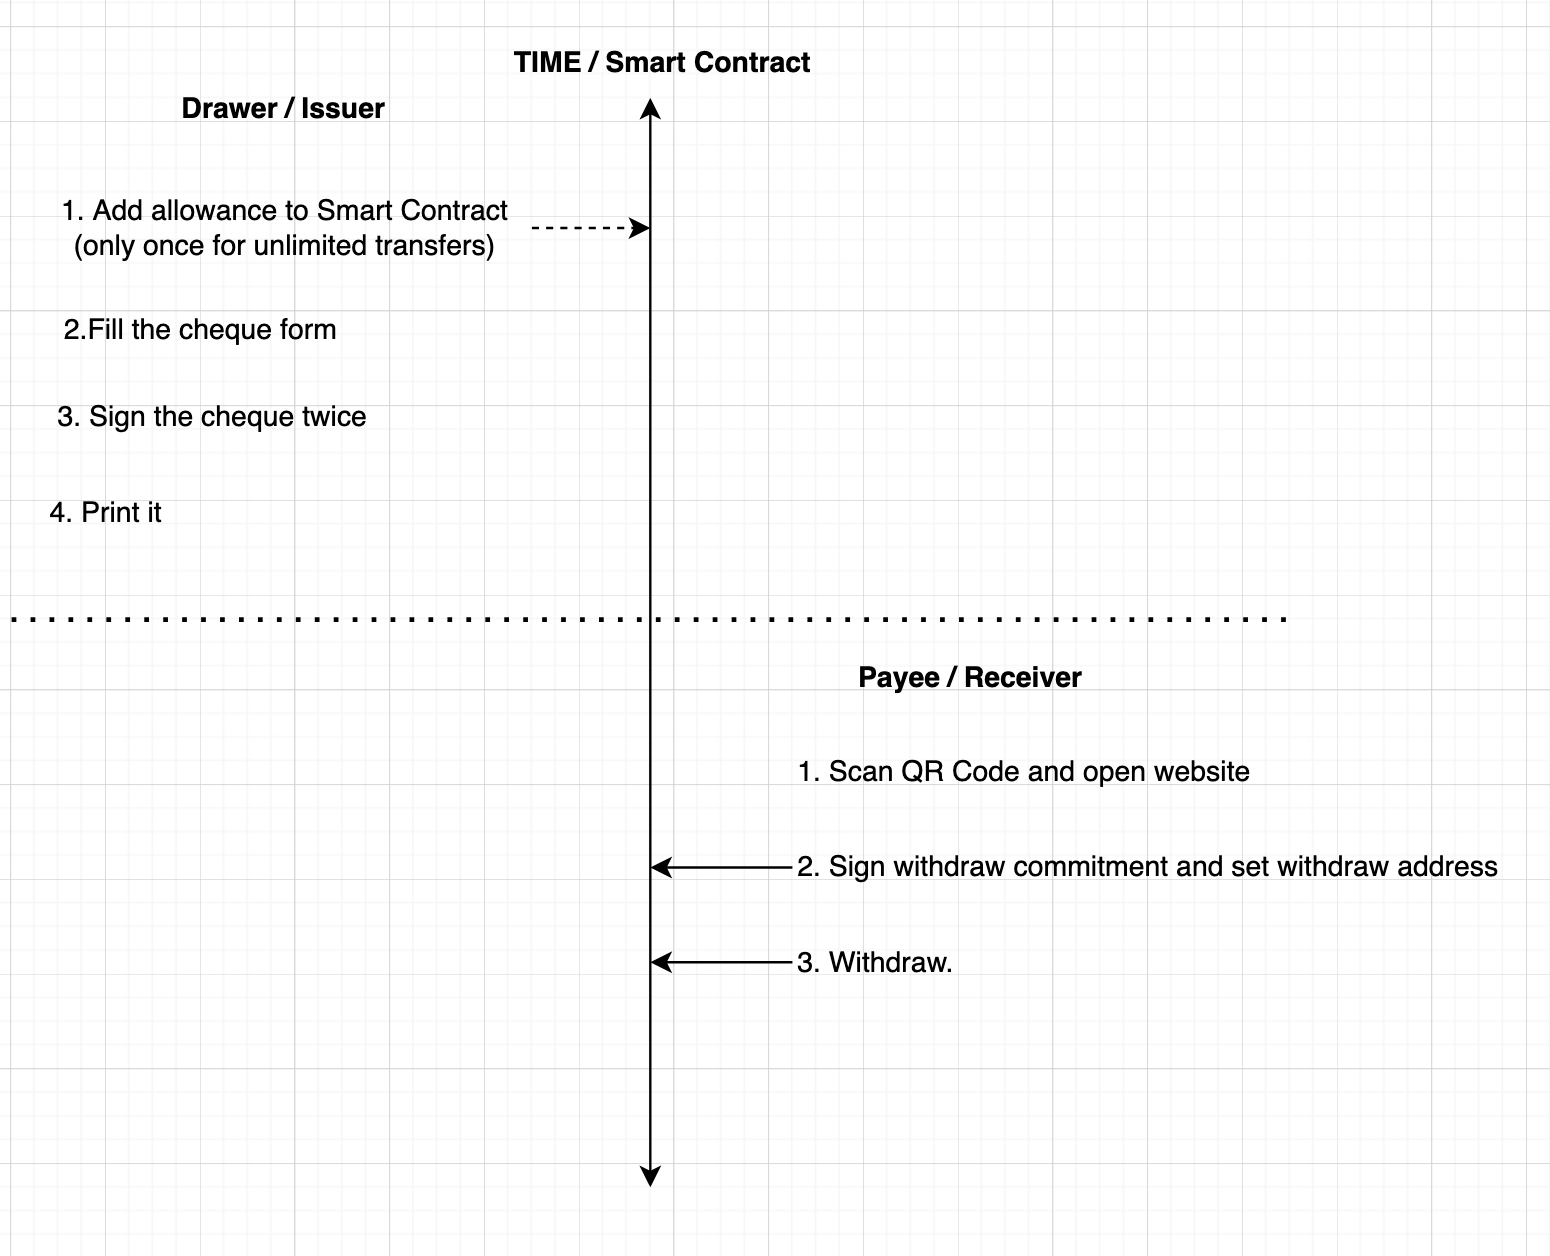 TIME / Smart Contract
Drawer / Issuer
1. Add allowance to Smart Contract
(only once for unlimited transfers)
2.Fill the cheque form
3. Sign the cheque twice
4. Print it
Payee / Receiver
1. Scan QR Code and open website
2. Sign withdraw commitment and set withdraw address
3. Withdraw.